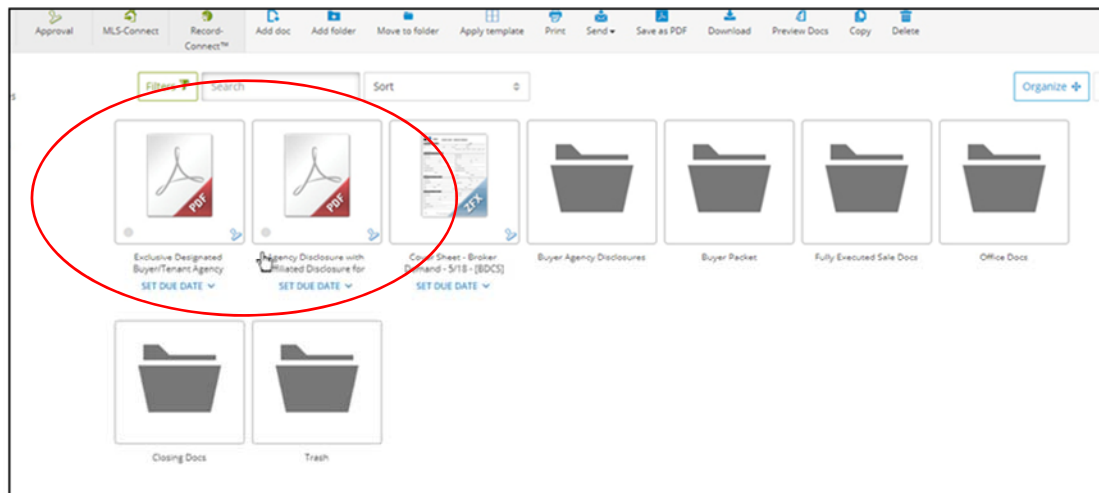 Approval
MLS-Connect
Record-
Connect™
Add doc
Add folder
Move to folder
Apply template
Print
Send
Save as PDF
Download
Preview Docs
Copy
Delete
s
Filters
Search
Sort
Organize
PDF
PDF
ZFX
Exclusive Designated
Buyer/Tenant Agency
SET DUE DATE
Agency Disclosure with
ffiliated Disclosure for
SET DUE DATE
Cover Sheet - Broker
Demand - 5/18 - [BDCS]
SET DUE DATE
Buyer Agency Disclosures
Buyer Packet
Fully Executed Sale Docs
Office Docs
Closing Docs
Trash